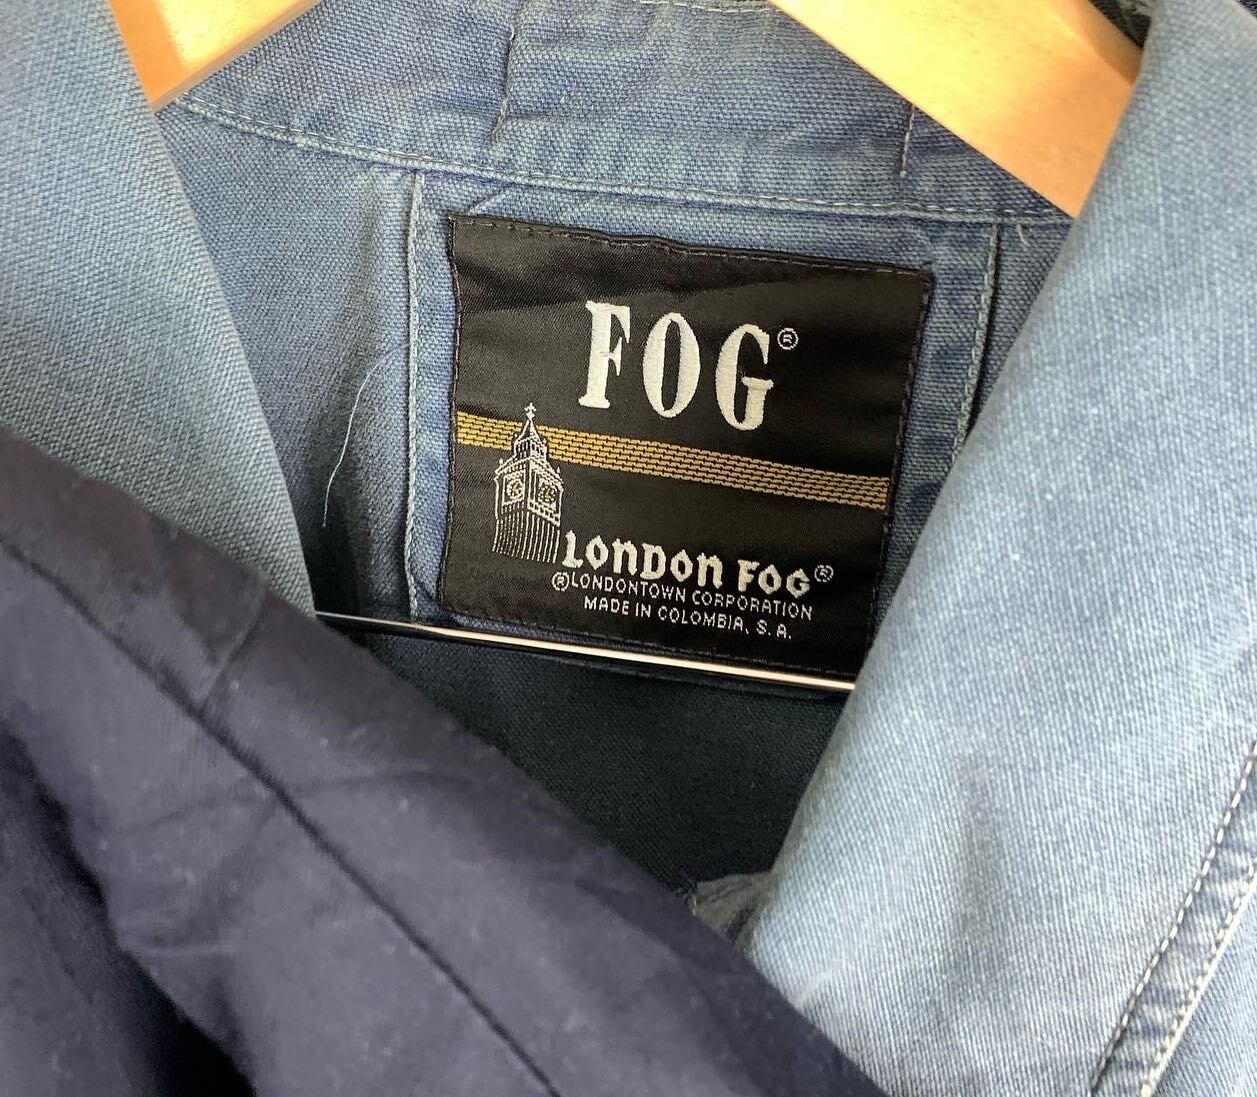 FOG®
LONDON FOG®
®LONDONTOWN CORPORATION
MADE IN COLOMBIA, S. A.